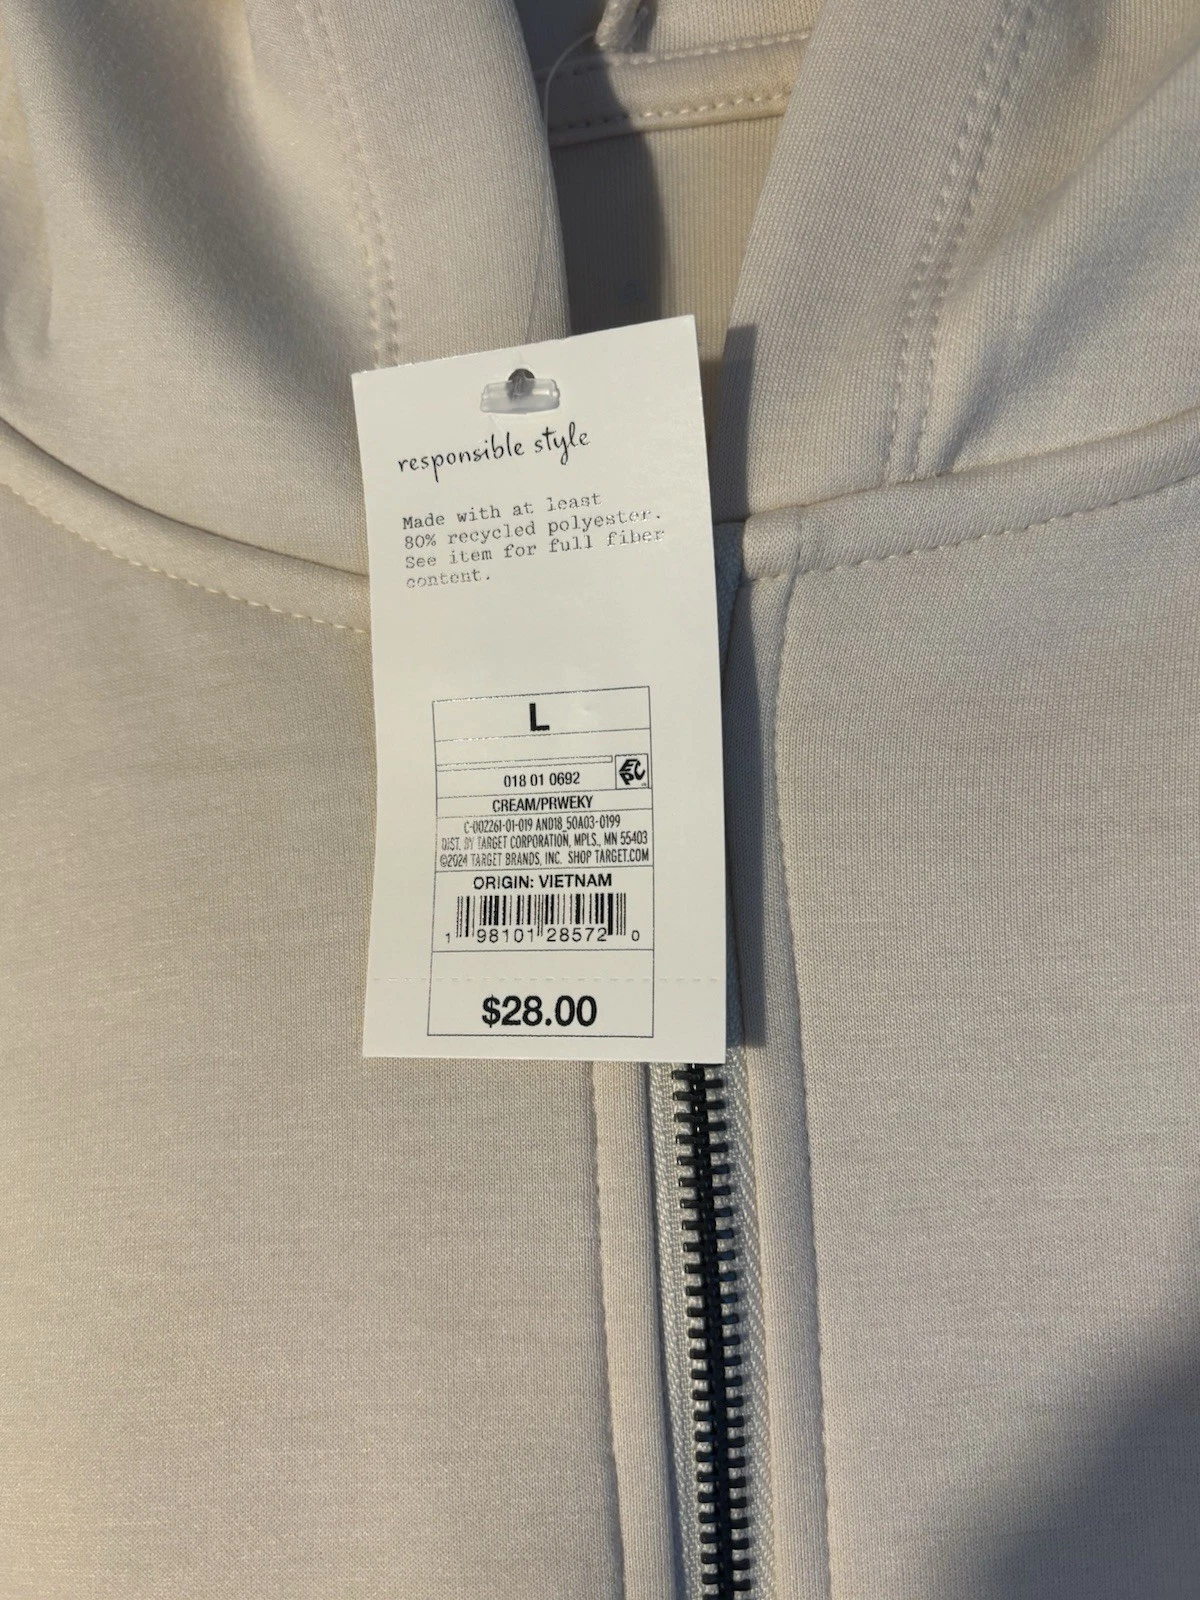 responsible style
Made with at least
80% recycled polyester.
See item for full fiber
content.
L
018 01 0692
EPC
CREAM/PRWEKY
C-002261-01-019 AND18_50A03-0199
DIST. BY TARGET CORPORATION, MPLS., MN 55403
©2024 TARGET BRANDS, INC. SHOP TARGET.COM
ORIGIN: VIETNAM
1 98101 28572 0
$28.00